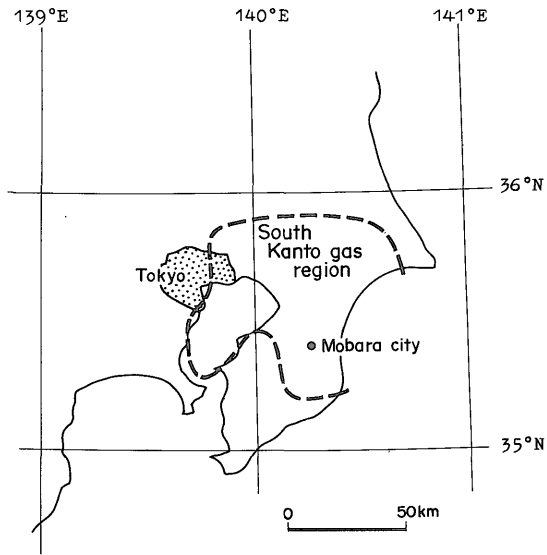 139°E
140°E
141°E
36°N
South
Kanto gas
region
Tokyo
Mobara city
35°N
0
50km